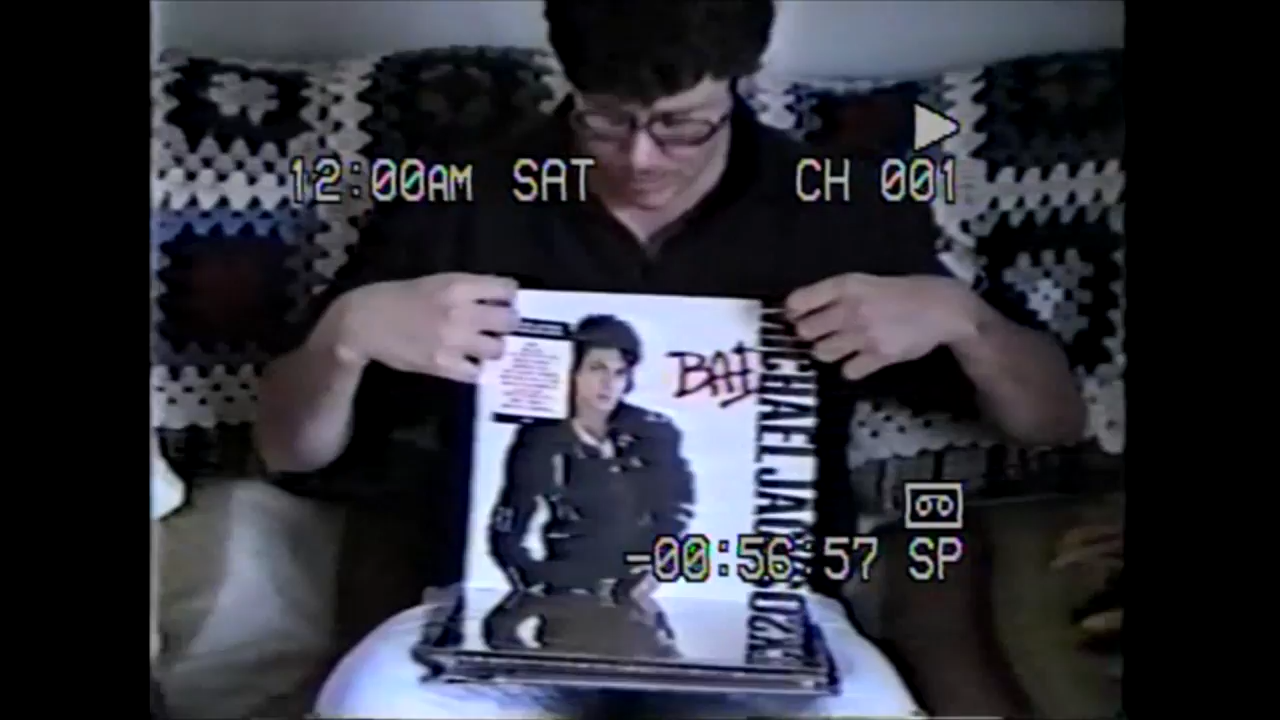 12:00AM SAT
CH 001
BAD
MICHAEL JACKSON
-00:56:57 SP